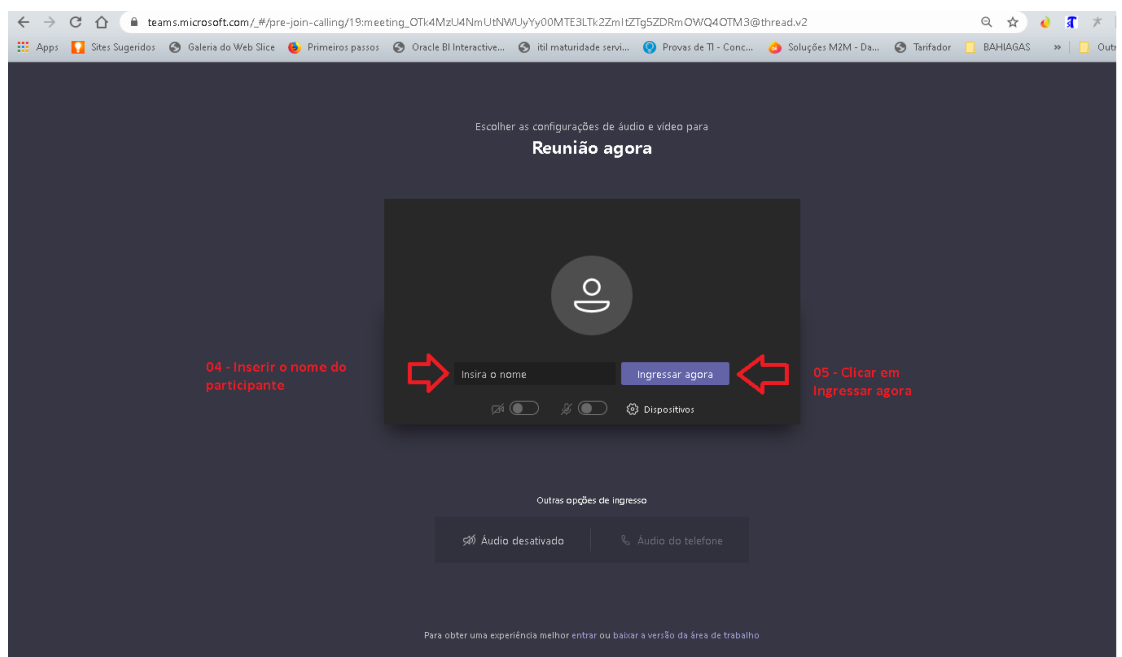 teams.microsoft.com/_#/pre-join-calling/19:meeting_OTk4MzU4NmUtNWUyYy00MTE3LTk2ZmItZTg5ZDRmOWQ4OTM3@thread.v2
Apps Sites Sugeridos Galeria do Web Slice Primeiros passos Oracle BI Interactive... itil maturidade servi... Provas de TI - Conc... Soluções M2M - Da... Tarifador BAHIAGAS » Outr
Escolher as configurações de áudio e vídeo para
Reunião agora
04 - Inserir o nome do
participante
Insira o nome
Ingressar agora
05 - Clicar em
Ingressar agora
Dispositivos
Outras opções de ingresso
Áudio desativado
Áudio do telefone
Para obter uma experiência melhor entrar ou baixar a versão da área de trabalho